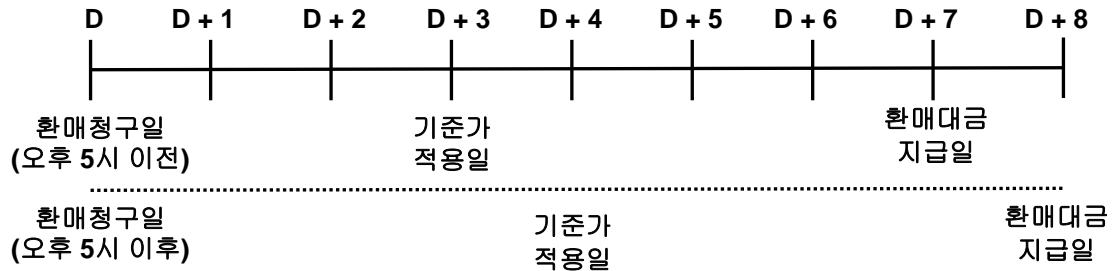 D D + 1 D + 2 D + 3 D + 4 D + 5 D + 6 D + 7 D + 8
환매청구일
(오후 5시 이전)
기준가
적용일
환매대금
지급일
환매청구일
(오후 5시 이후)
기준가
적용일
환매대금
지급일